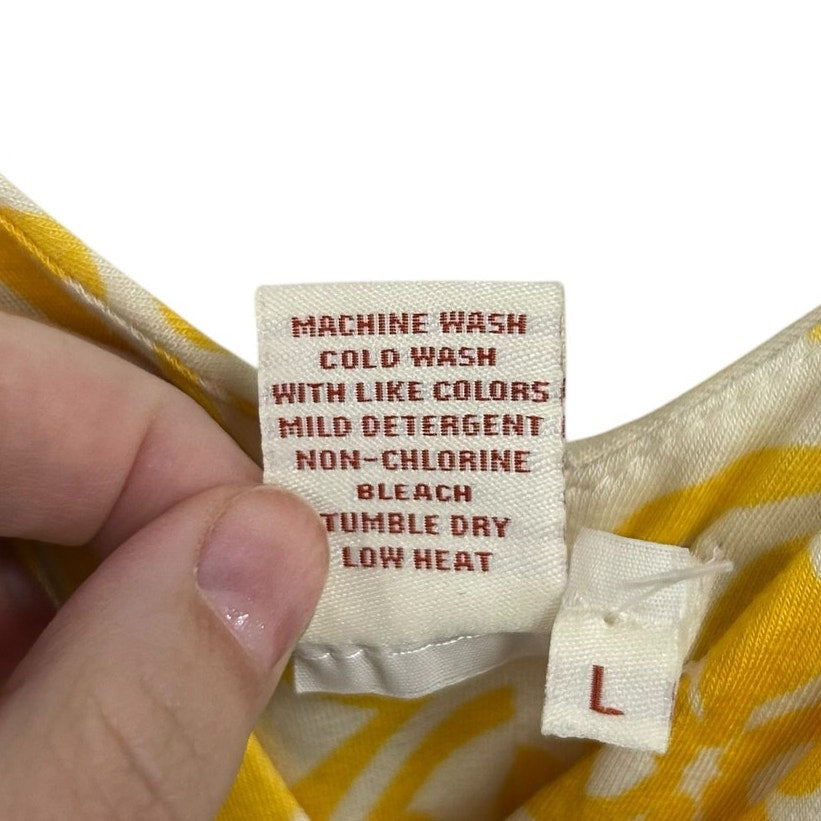 MACHINE WASH
COLD WASH
WITH LIKE COLORS
MILD DETERGENT
NON-CHLORINE
BLEACH
TUMBLE DRY
LOW HEAT
L